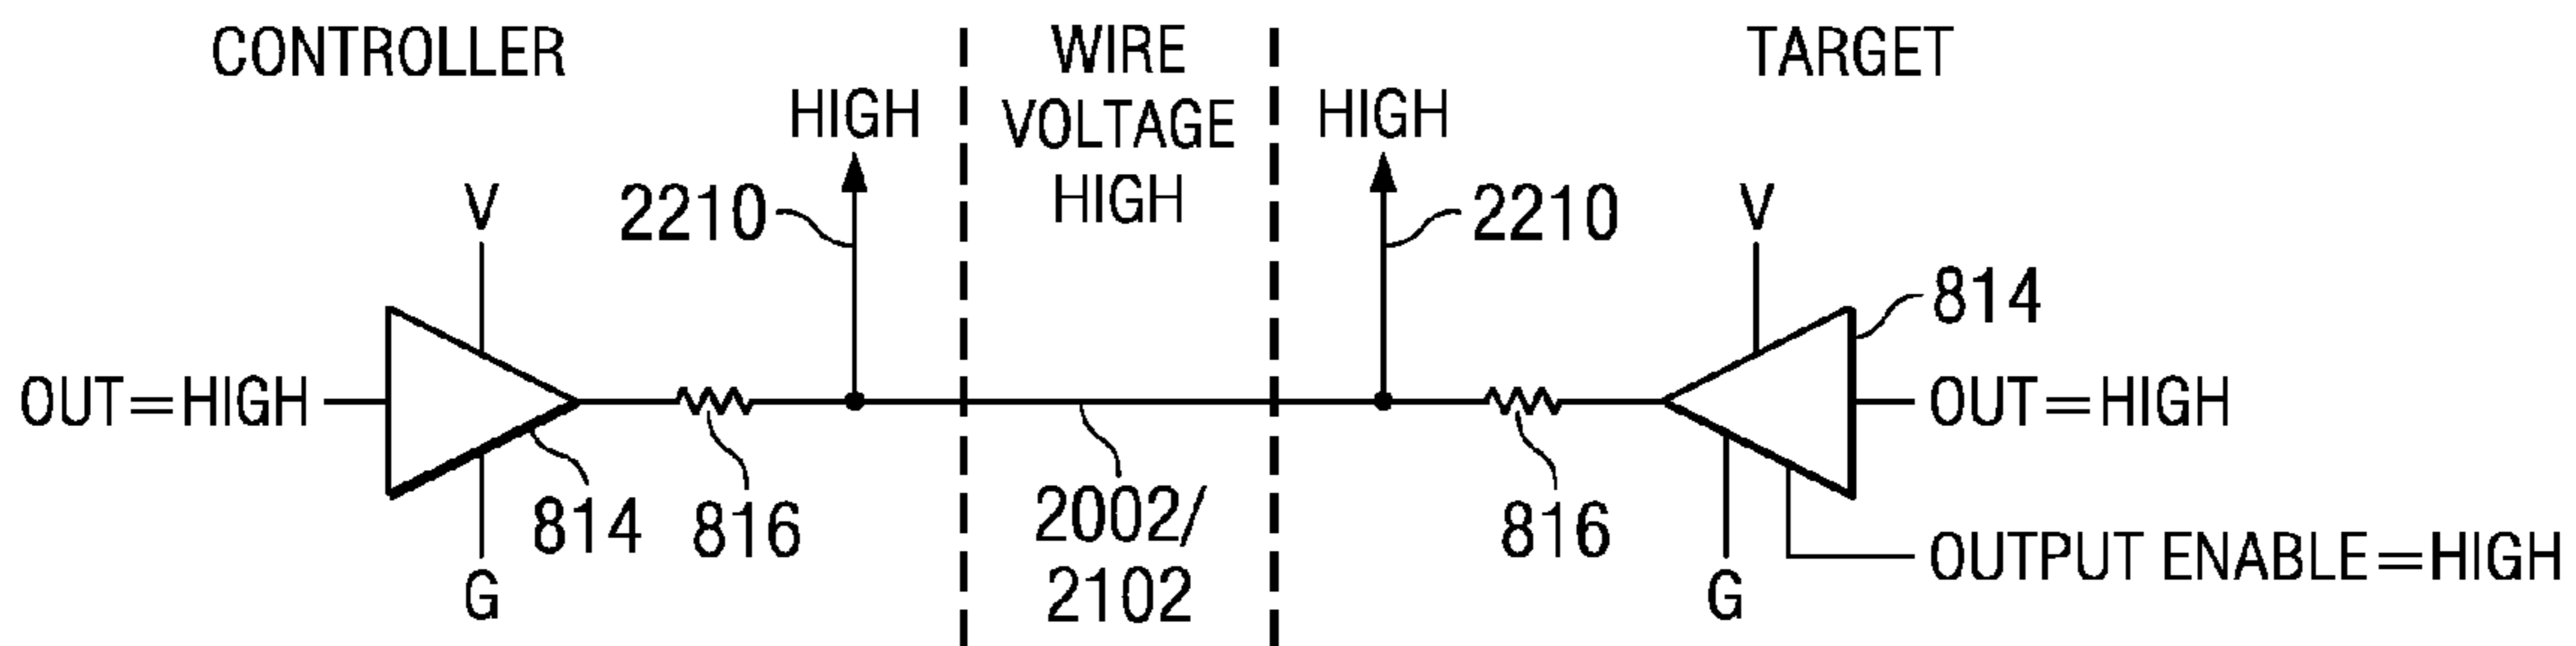 CONTROLLER
WIRE
VOLTAGE
HIGH
TARGET
HIGH
HIGH
V
2210
2210
V
814
OUT=HIGH
OUT=HIGH
814
816
2002/
2102
816
OUTPUT ENABLE=HIGH
G
G